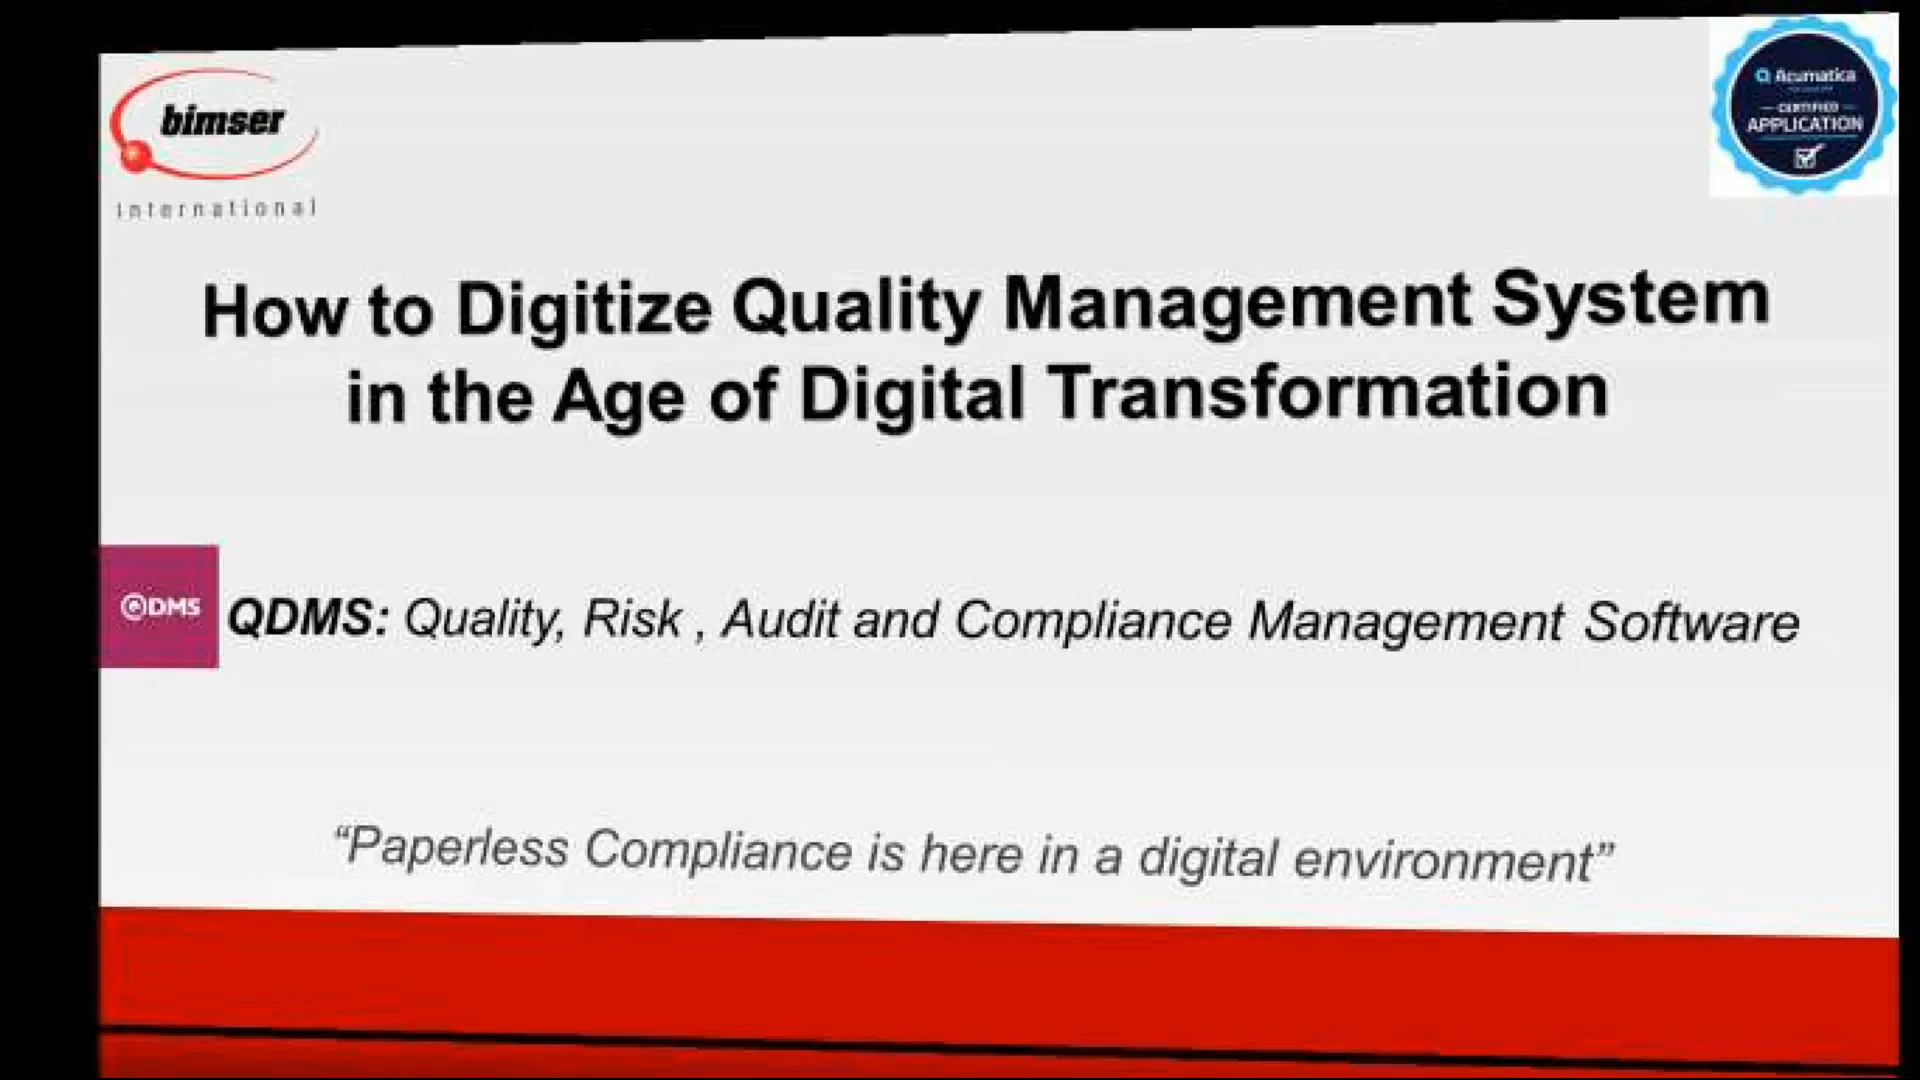 bimser
international
Acumatica
CERTIFIED
APPLICATION
How to Digitize Quality Management System
in the Age of Digital Transformation
QDMS
QDMS: Quality, Risk , Audit and Compliance Management Software
“Paperless Compliance is here in a digital environment”